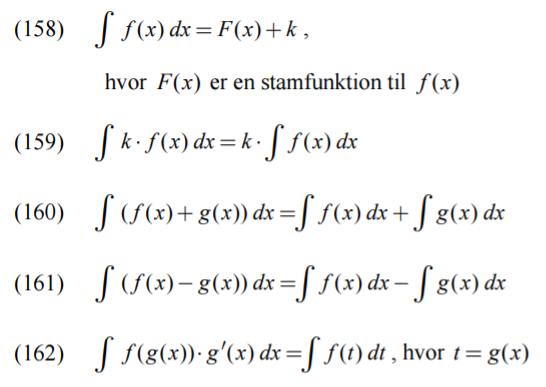 (158) ∫ f(x) dx = F(x) + k ,
hvor F(x) er en stamfunktion til f(x)
(159) ∫ k · f(x) dx = k · ∫ f(x) dx
(160) ∫ (f(x) + g(x)) dx = ∫ f(x) dx + ∫ g(x) dx
(161) ∫ (f(x) − g(x)) dx = ∫ f(x) dx − ∫ g(x) dx
(162) ∫ f(g(x)) · g′(x) dx = ∫ f(t) dt , hvor t = g(x)